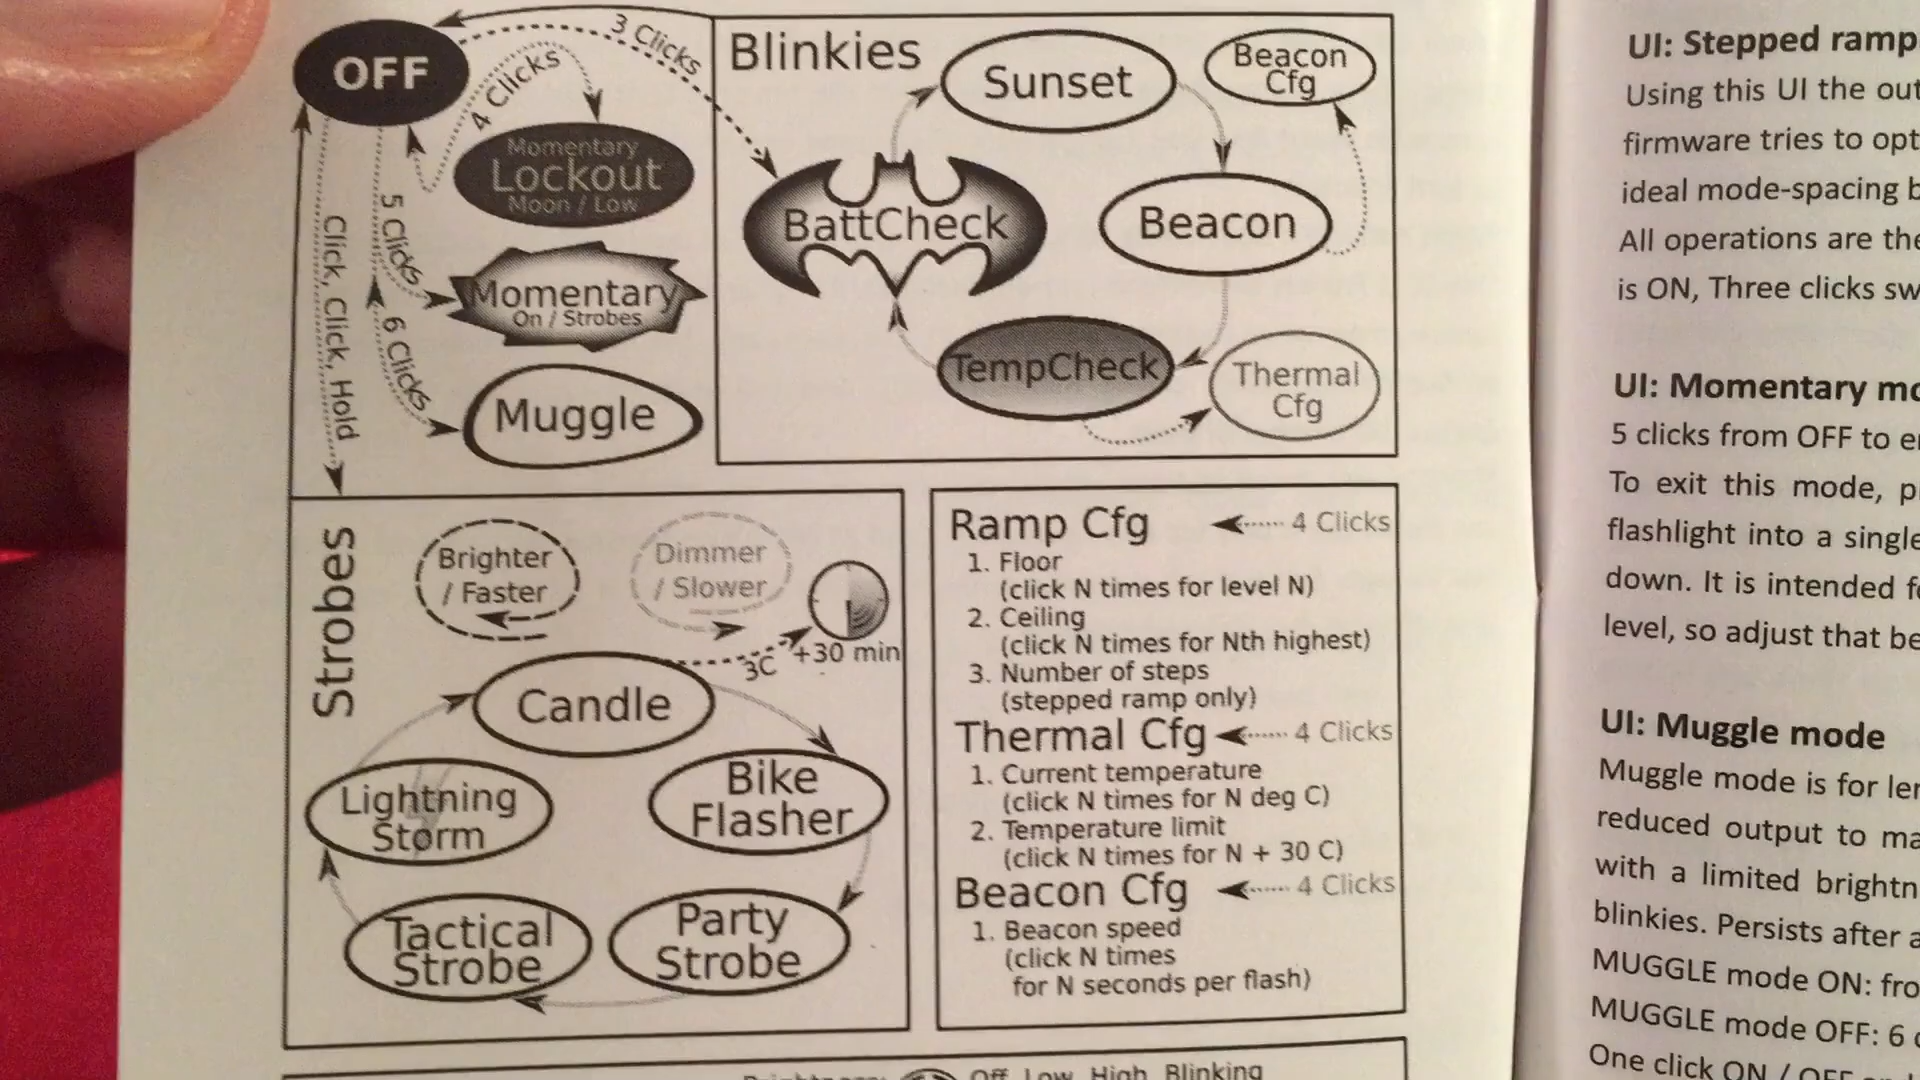 OFF
3 Clicks
4 Clicks
Momentary
Lockout
Moon / Low
5 Clicks
Click, Click, Hold
Momentary
On / Strobes
6 Clicks
Muggle
Blinkies
Sunset
Beacon
Cfg
BattCheck
Beacon
TempCheck
Thermal
Cfg
Strobes
Brighter
/ Faster
Dimmer
/ Slower
3C
+30 min
Candle
Bike
Flasher
Lightning
Storm
Tactical
Strobe
Party
Strobe
Ramp Cfg
4 Clicks
1. Floor
(click N times for level N)
2. Ceiling
(click N times for Nth highest)
3. Number of steps
(stepped ramp only)
Thermal Cfg
4 Clicks
1. Current temperature
(click N times for N deg C)
2. Temperature limit
(click N times for N + 30 C)
Beacon Cfg
4 Clicks
1. Beacon speed
(click N times
for N seconds per flash)
Off Low High Blinking
UI: Stepped ramp
Using this UI the out
firmware tries to opt
ideal mode-spacing b
All operations are the
is ON, Three clicks sw
UI: Momentary mo
5 clicks from OFF to e
To exit this mode, p
flashlight into a single
down. It is intended f
level, so adjust that be
UI: Muggle mode
Muggle mode is for le
reduced output to ma
with a limited brightn
blinkies. Persists after a
MUGGLE mode ON: fro
MUGGLE mode OFF: 6 c
One click ON / OFF